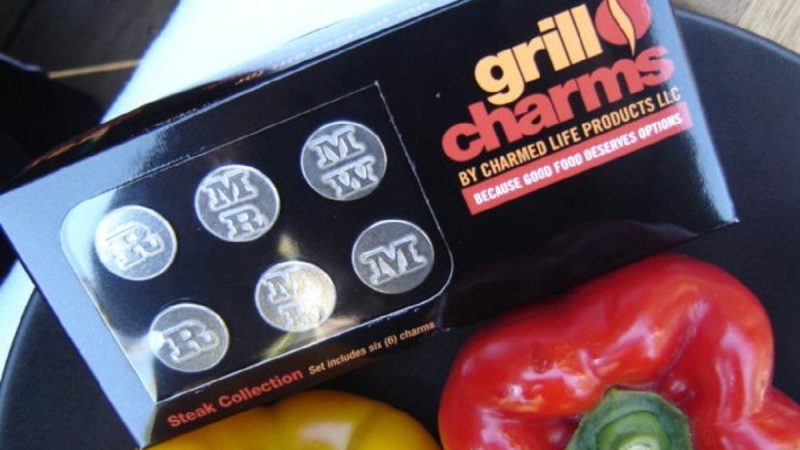 grill
charms
BY CHARMED LIFE PRODUCTS LLC
BECAUSE GOOD FOOD DESERVES OPTIONS
R
M
R
M
W
R
M
M
Steak Collection Set includes six (6) charms